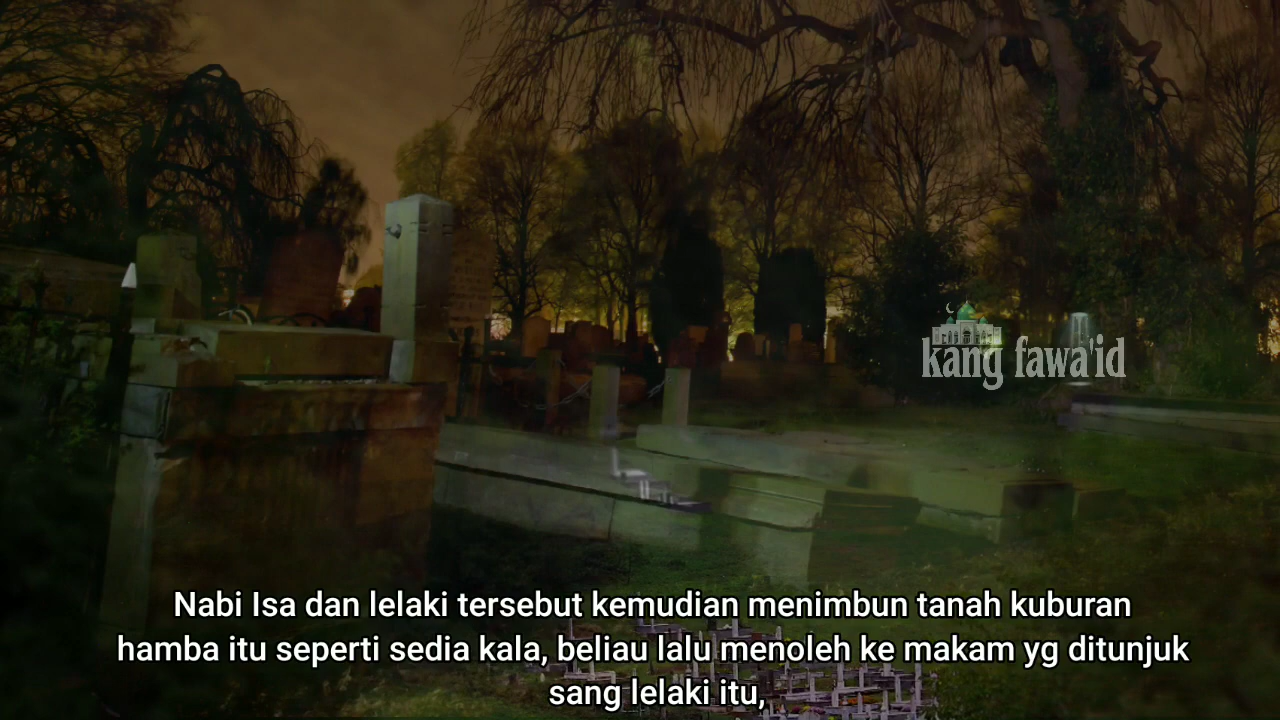 kang fawa'id
Nabi Isa dan lelaki tersebut kemudian menimbun tanah kuburan
hamba itu seperti sedia kala, beliau lalu menoleh ke makam yg ditunjuk
sang lelaki itu,